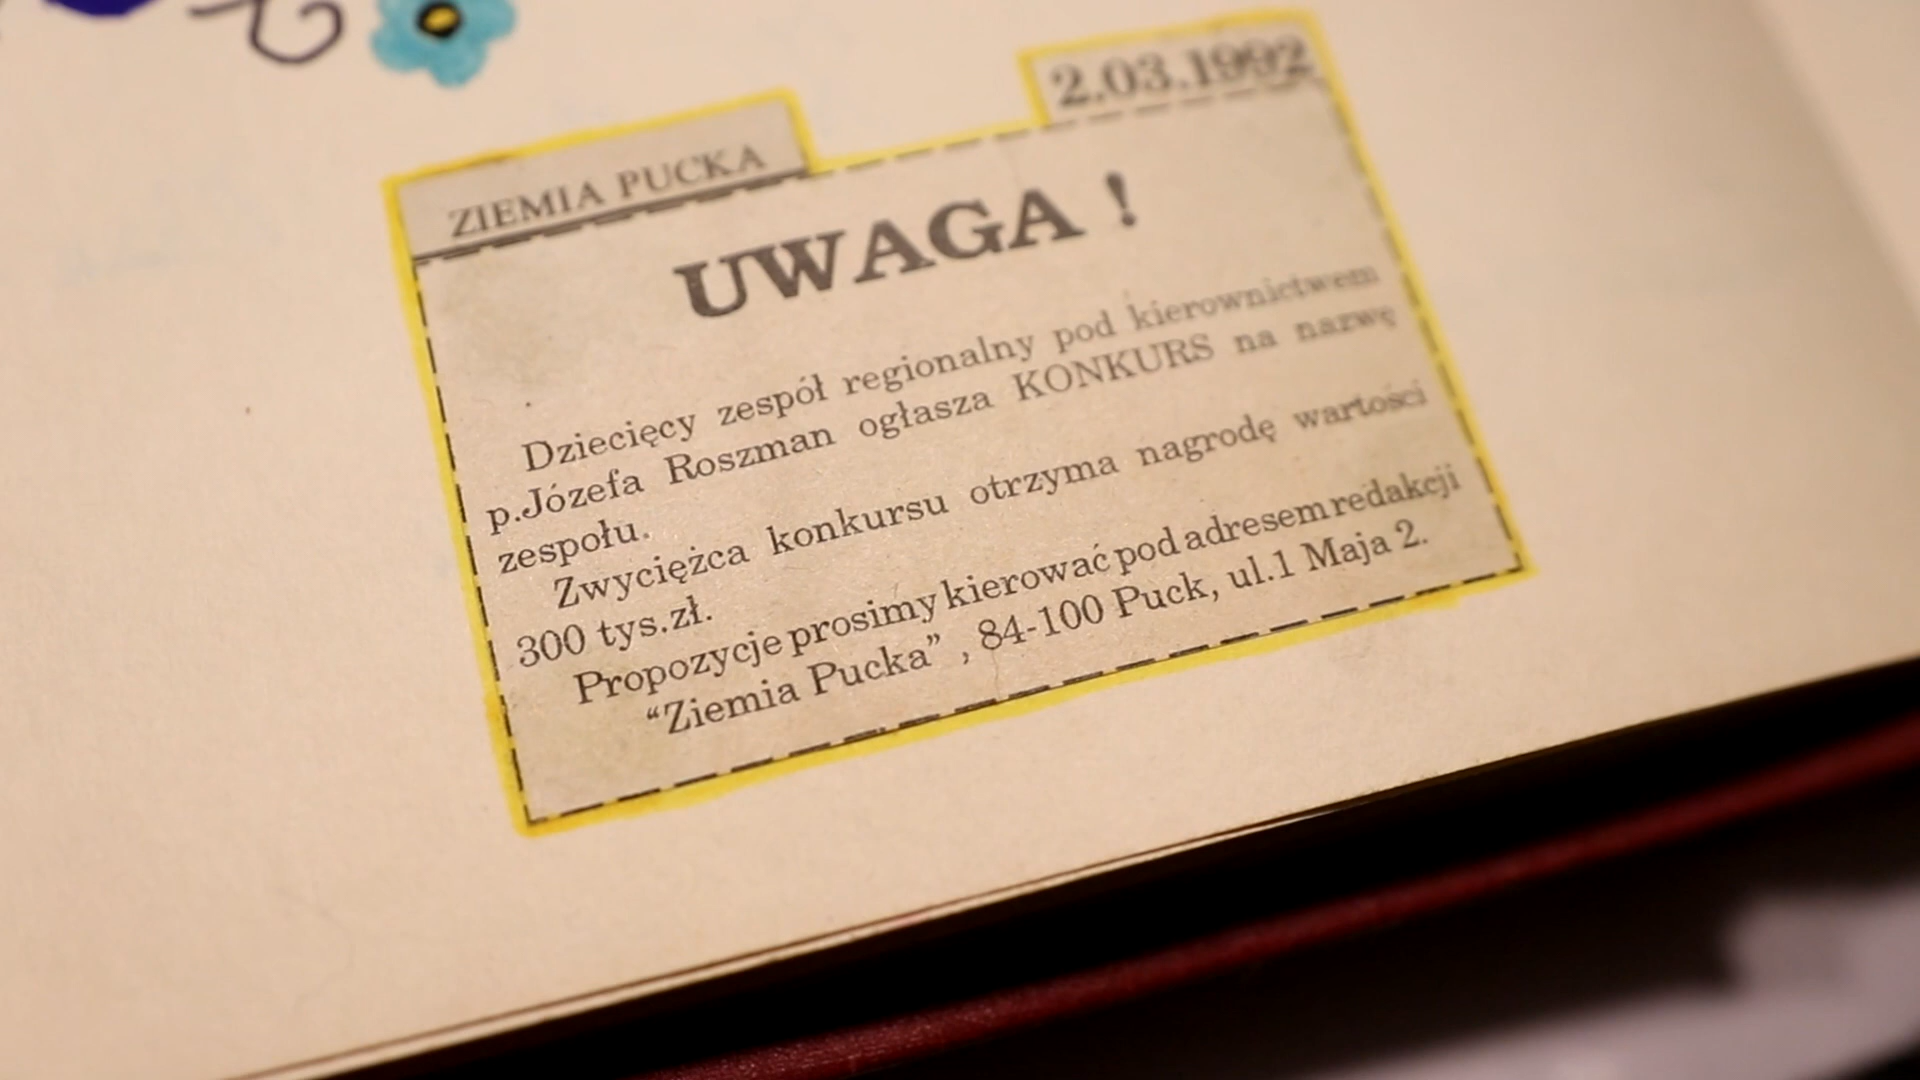 ZIEMIA PUCKA
2.03.1992
UWAGA !
Dziecięcy zespół regionalny pod kierownictwem
p.Józefa Roszman ogłasza KONKURS na nazwę
zespołu.
Zwyciężca konkursu otrzyma nagrodę wartości
300 tys.zł.
Propozycje prosimy kierować pod adresem redakcji
“Ziemia Pucka” , 84-100 Puck, ul.1 Maja 2.